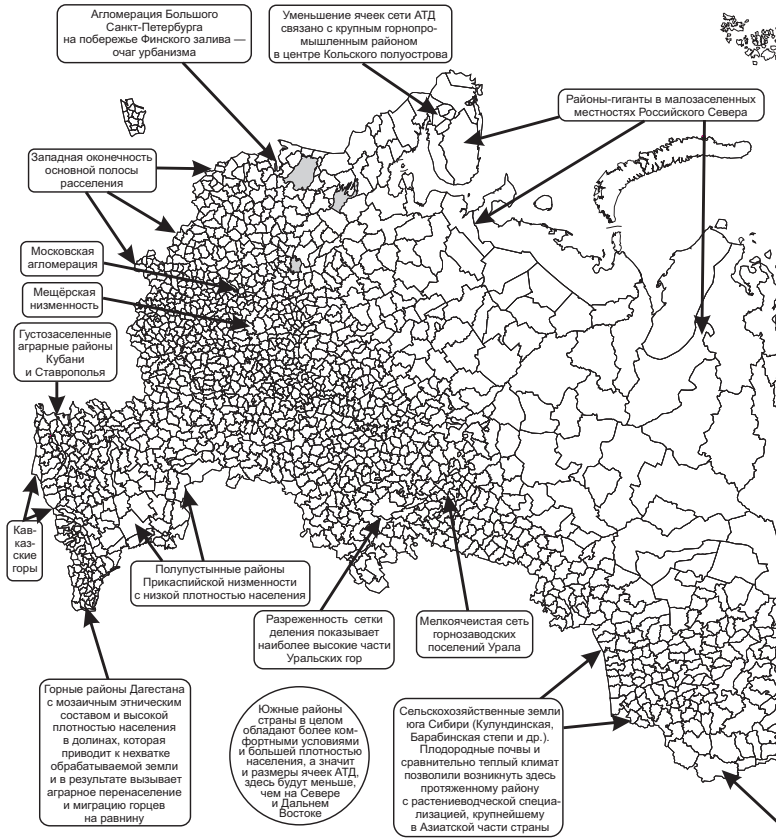 Агломерация Большого
Санкт-Петербурга
на побережье Финского залива —
очаг урбанизма
Уменьшение ячеек сети АТД
связано с крупным горнопро-
мышленным районом
в центре Кольского полуострова
Районы-гиганты в малозаселенных
местностях Российского Севера
Западная оконечность
основной полосы
расселения
Московская
агломерация
Мещёрская
низменность
Густозаселенные
аграрные районы
Кубани
и Ставрополья
Кав-
каз-
ские
горы
Полупустынные районы
Прикаспийской низменности
с низкой плотностью населения
Разреженность сетки
деления показывает
наиболее высокие части
Уральских гор
Мелкоячеистая сеть
горнозаводских
поселений Урала
Горные районы Дагестана
с мозаичным этническим
составом и высокой
плотностью населения
в долинах, которая
приводит к нехватке
обрабатываемой земли
и в результате вызывает
аграрное перенаселение
и миграцию горцев
на равнину
Южные районы
страны в целом
обладают более ком-
фортными условиями
и большей плотностью
населения, а значит
и размеры ячеек АТД,
здесь будут меньше,
чем на Севере
и Дальнем
Востоке
Сельскохозяйственные земли
юга Сибири (Кулундинская,
Барабинская степи и др.).
Плодородные почвы и
сравнительно теплый климат
позволили возникнуть здесь
протяженному району
с растениеводческой специа-
лизацией, крупнейшему
в Азиатской части страны